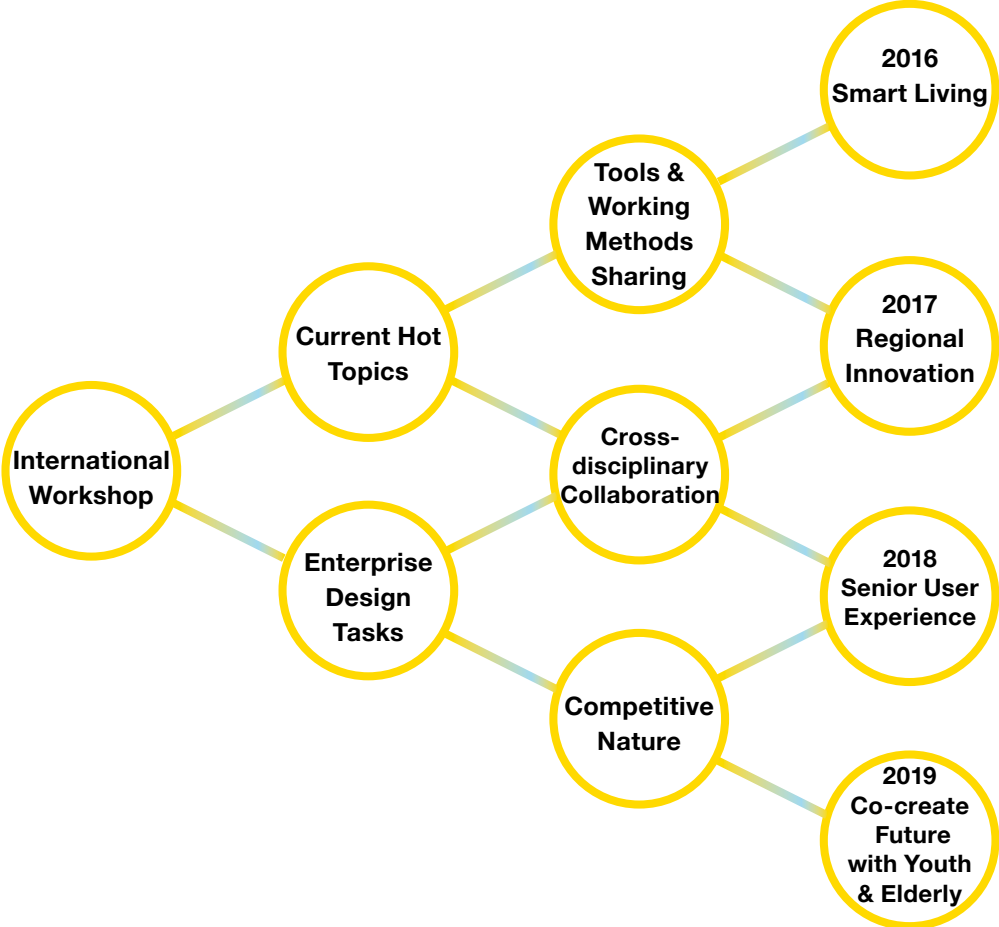 International
Workshop
Current Hot
Topics
Enterprise
Design
Tasks
Tools &
Working
Methods
Sharing
Cross-
disciplinary
Collaboration
Competitive
Nature
2016
Smart Living
2017
Regional
Innovation
2018
Senior User
Experience
2019
Co-create
Future
with Youth
& Elderly